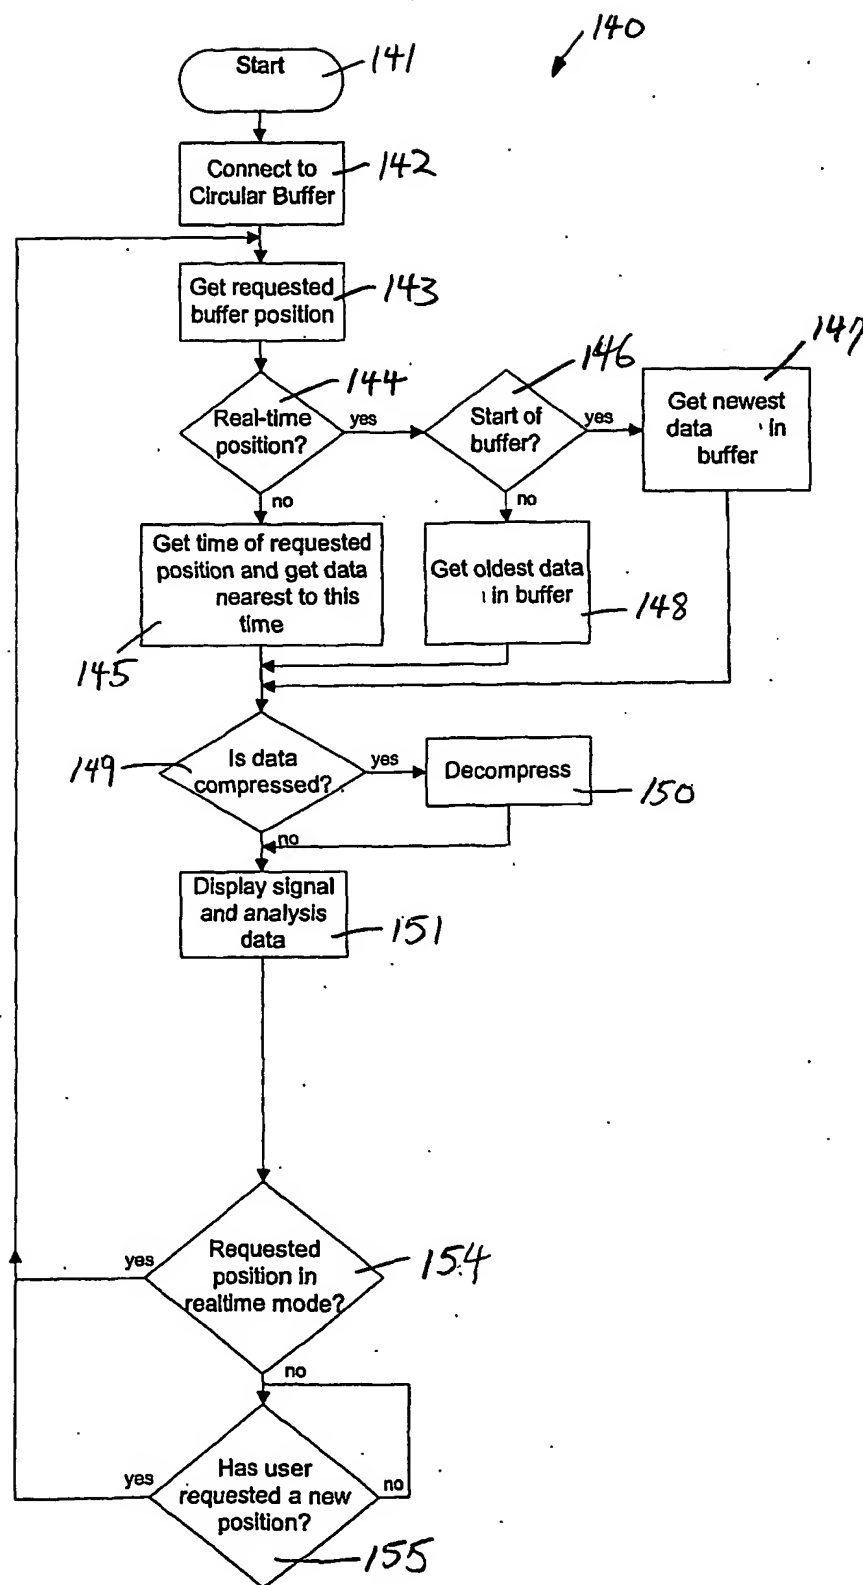 140
Start
141
Connect to
Circular Buffer
142
Get requested
buffer position
143
Real-time
position?
144
yes
no
Start of
buffer?
146
yes
no
Get newest
data in
buffer
147
Get time of requested
position and get data
nearest to this
time
145
Get oldest data
in buffer
148
Is data
compressed?
149
yes
no
Decompress
150
Display signal
and analysis
data
151
Requested
position in
realtime mode?
154
yes
no
Has user
requested a new
position?
155
yes
no